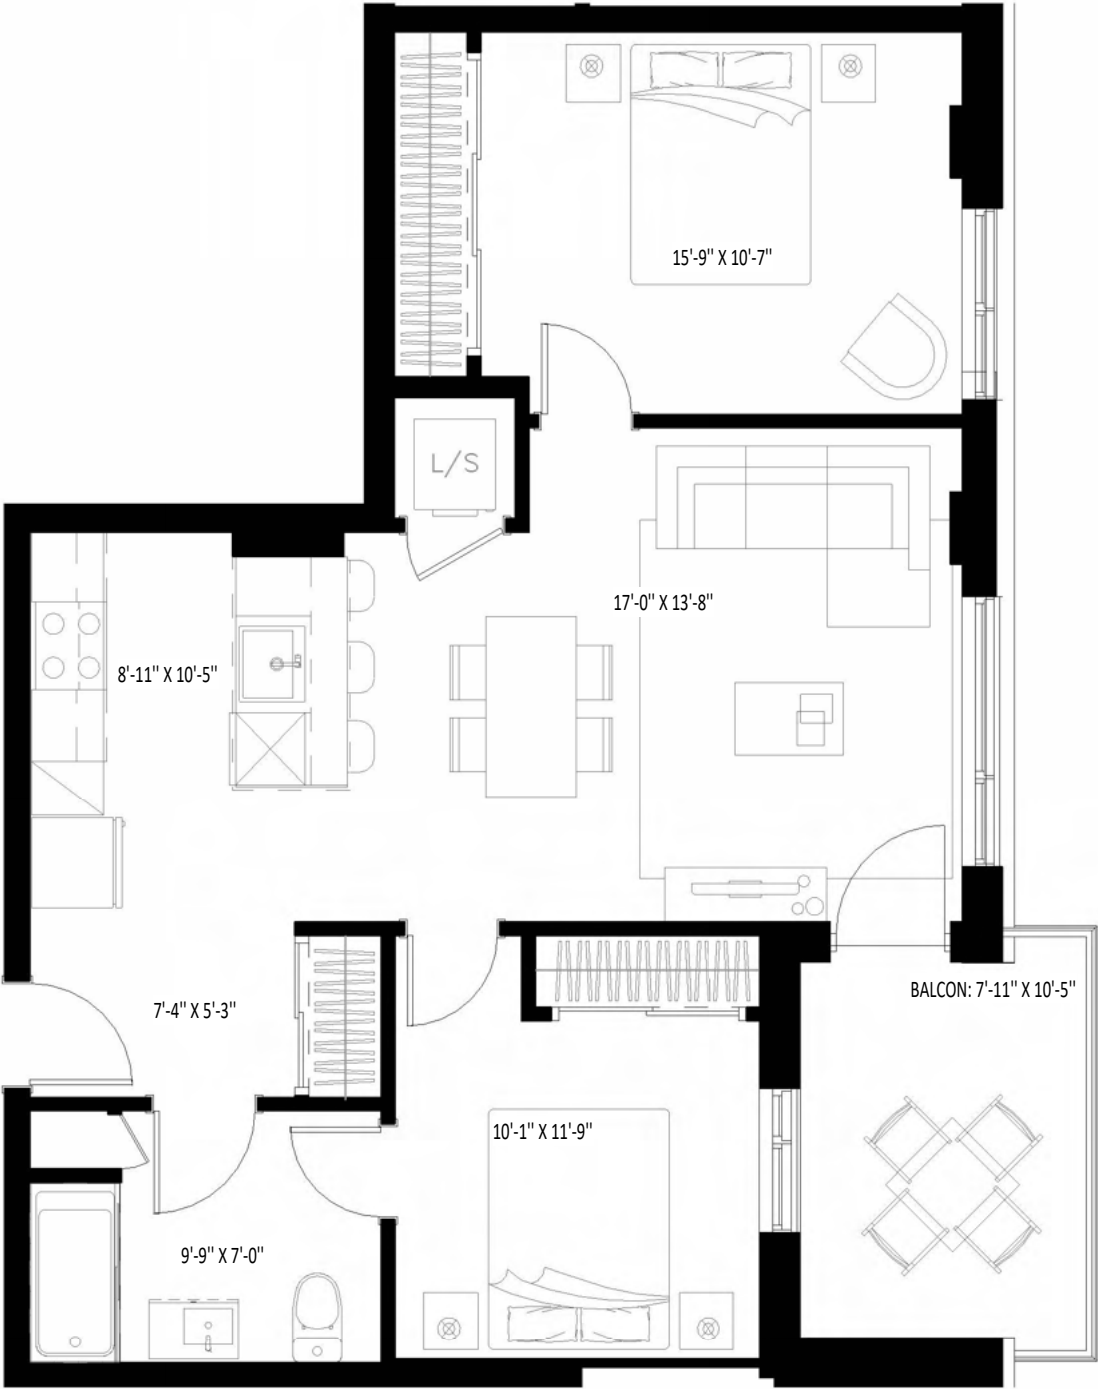 15'-9" X 10'-7"
L/S
17'-0" X 13'-8"
8'-11" X 10'-5"
BALCON: 7'-11" X 10'-5"
7'-4" X 5'-3"
10'-1" X 11'-9"
9'-9" X 7'-0"